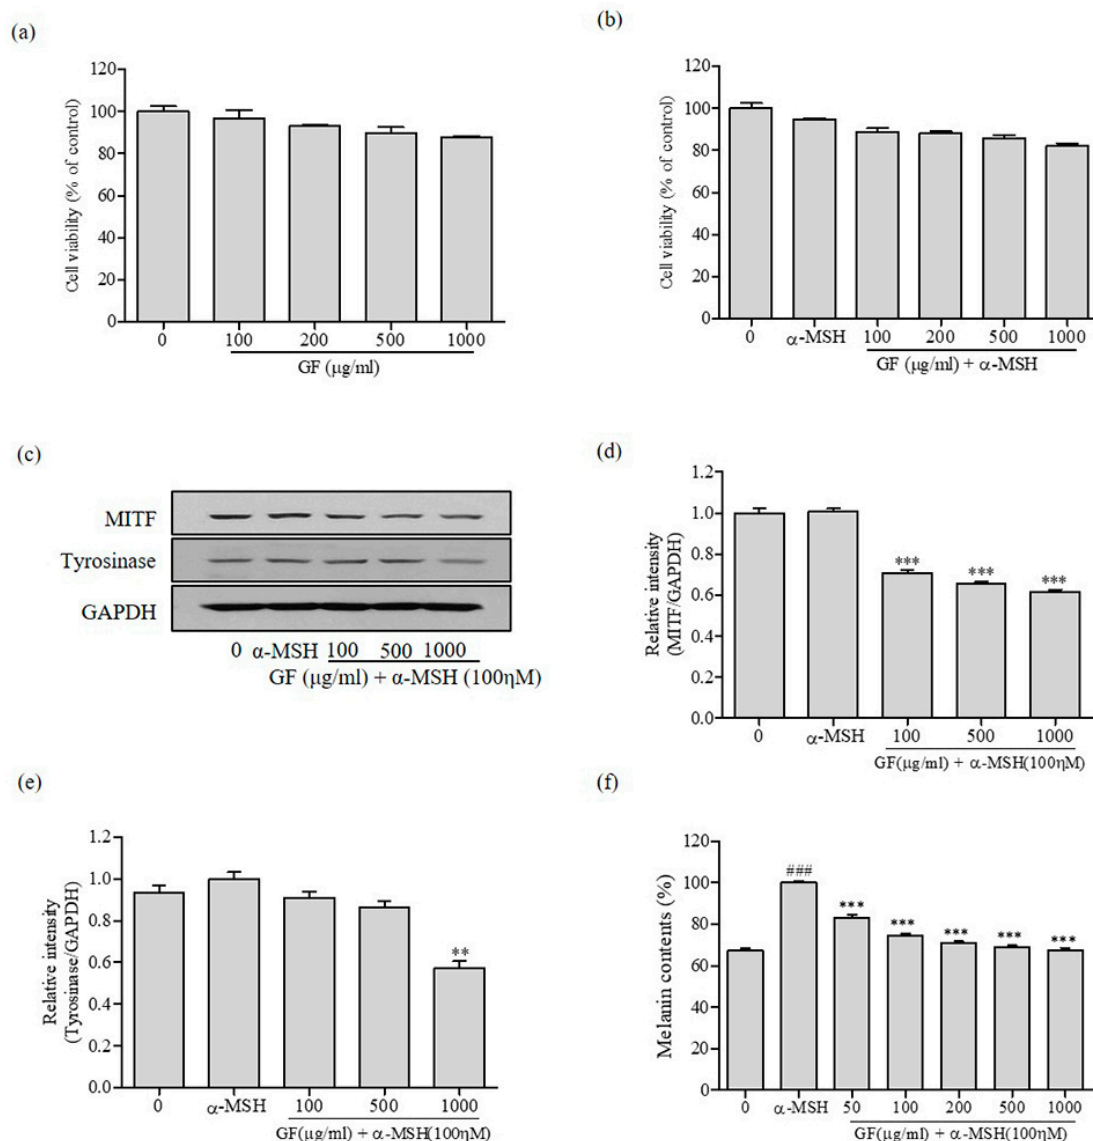 (a)
Cell viability (% of control)
120
100
80
60
40
20
0
0 100 200 500 1000
GF (μg/ml)
(b)
Cell viability (% of control)
120
100
80
60
40
20
0
0 α-MSH 100 200 500 1000
GF (μg/ml) + α-MSH
(c)
MITF
Tyrosinase
GAPDH
0 α-MSH 100 500 1000
GF (μg/ml) + α-MSH (100ηM)
(d)
Relative intensity
(MITF/GAPDH)
1.2
1.0
0.8
0.6
0.4
0.2
0.0
*** *** ***
0 α-MSH 100 500 1000
GF(μg/ml) + α-MSH(100ηM)
(e)
Relative intensity
(Tyrosinase/GAPDH)
1.2
1.0
0.8
0.6
0.4
0.2
0.0
**
0 α-MSH 100 500 1000
GF(μg/ml) + α-MSH(100ηM)
(f)
Melanin contents (%)
120
100
80
60
40
20
0
### *** *** *** *** ***
0 α-MSH 50 100 200 500 1000
GF(μg/ml) + α-MSH(100ηM)